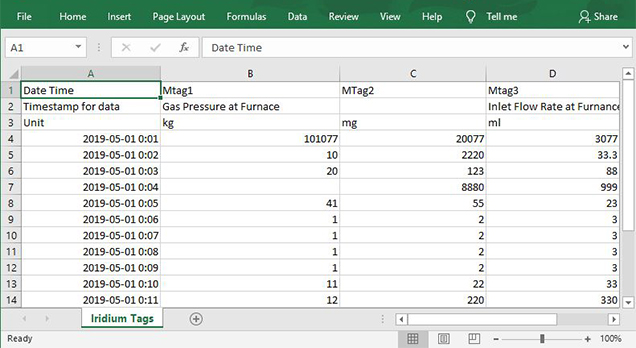 File Home Insert Page Layout Formulas Data Review View Help Tell me Share
A1 fx Date Time
A B C D
1 Date Time Mtag1 MTag2 Mtag3
2 Timestamp for data Gas Pressure at Furnace Inlet Flow Rate at Furnance
3 Unit kg mg ml
4 2019-05-01 0:01 101077 20077 3077
5 2019-05-01 0:02 10 2220 33.3
6 2019-05-01 0:03 20 123 88
7 2019-05-01 0:04 8880 999
8 2019-05-01 0:05 41 55 23
9 2019-05-01 0:06 1 2 3
10 2019-05-01 0:07 1 2 3
11 2019-05-01 0:08 1 2 3
12 2019-05-01 0:09 1 2 3
13 2019-05-01 0:10 11 22 33
14 2019-05-01 0:11 12 220 330
Iridium Tags
Ready 100%